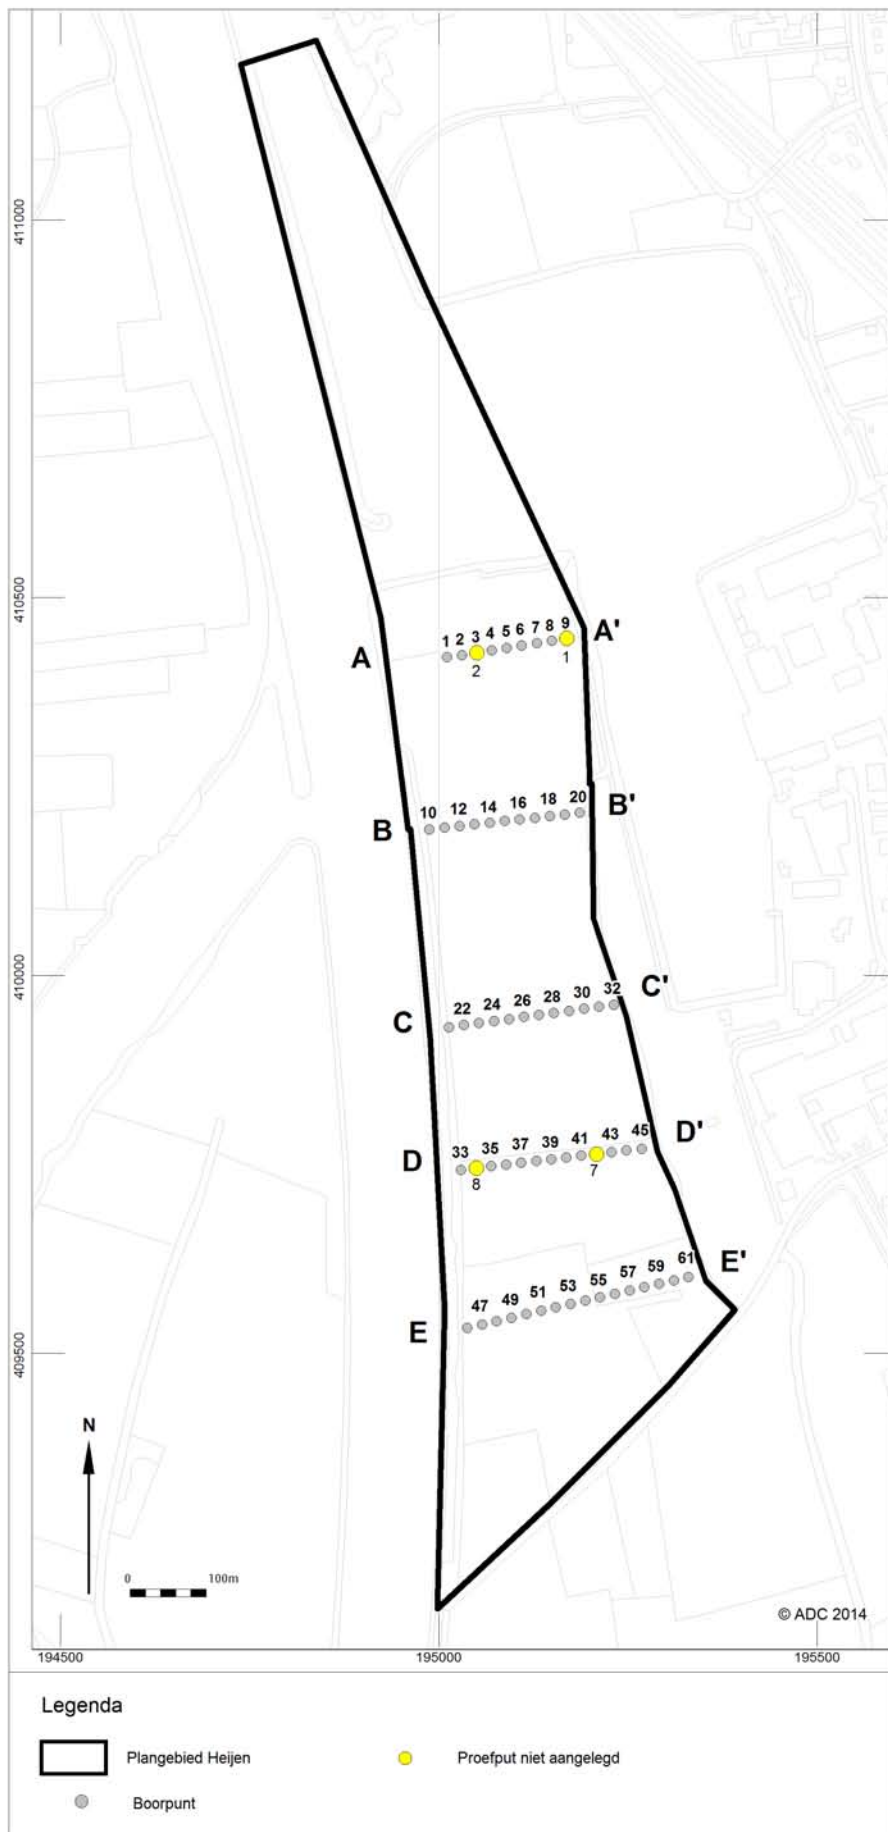 411000
410500
1 2 3 4 5 6 7 8 9
A'
A
2
1
10 12 14 16 18 20
B'
B
410000
22 24 26 28 30 32
C'
C
33 35 37 39 41 43 45
D'
D
8
7
47 49 51 53 55 57 59 61
E'
E
409500
N
0 100m
© ADC 2014
194500 195000 195500
Legenda
Plangebied Heijen
Proefput niet aangelegd
Boorpunt